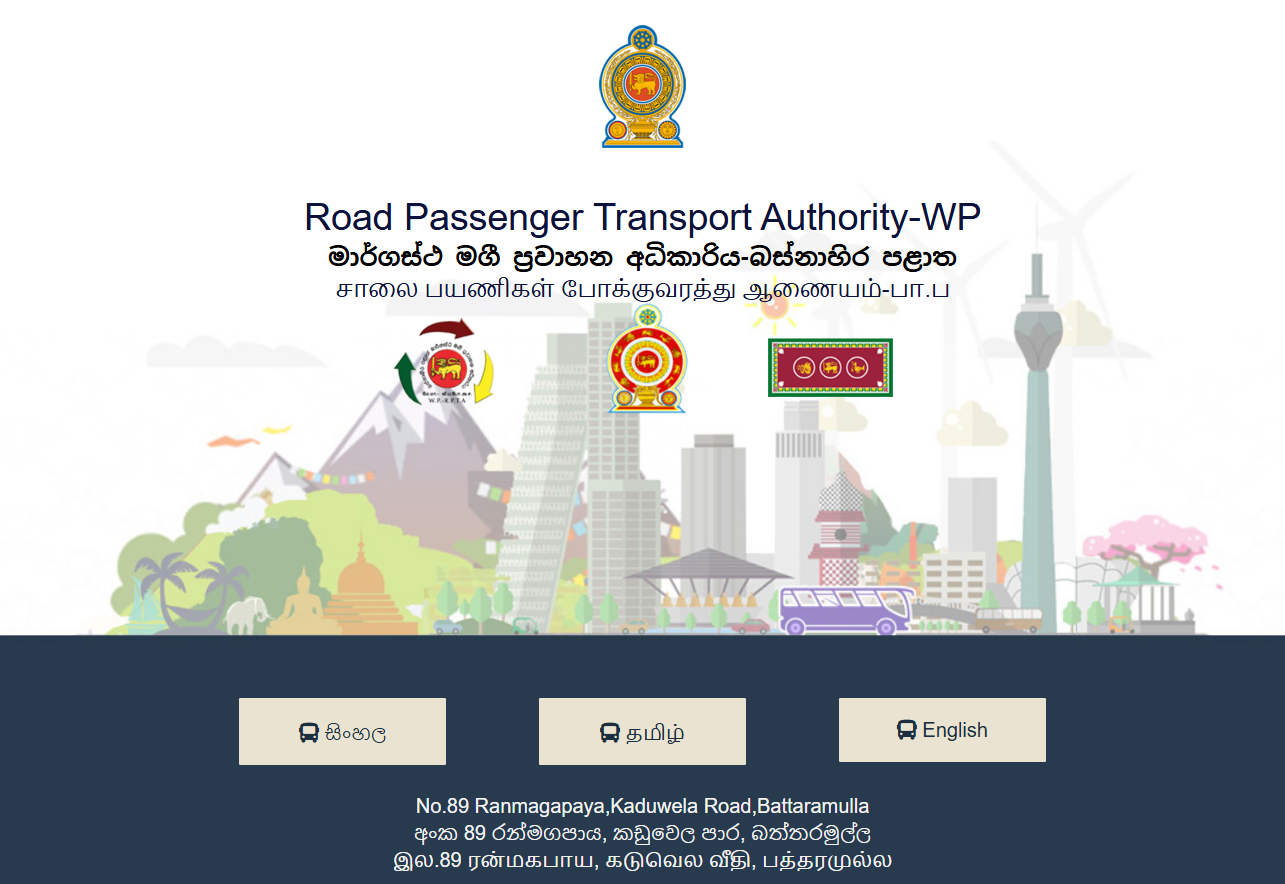 Road Passenger Transport Authority-WP
මාර්ගස්ථ මගී ප්‍රවාහන අධිකාරිය-බස්නාහිර පළාත
சாலை பயணிகள் போக்குவரத்து ஆணையம்-பா.ப
W.P.-R.P.T.A
සිංහල
தமிழ்
English
No.89 Ranmagapaya,Kaduwela Road,Battaramulla
අංක 89 රන්මගපාය, කඩුවෙල පාර, බත්තරමුල්ල
இல.89 ரன்மகபாய, கடுவெல வீதி, பத்தரமுல்ல